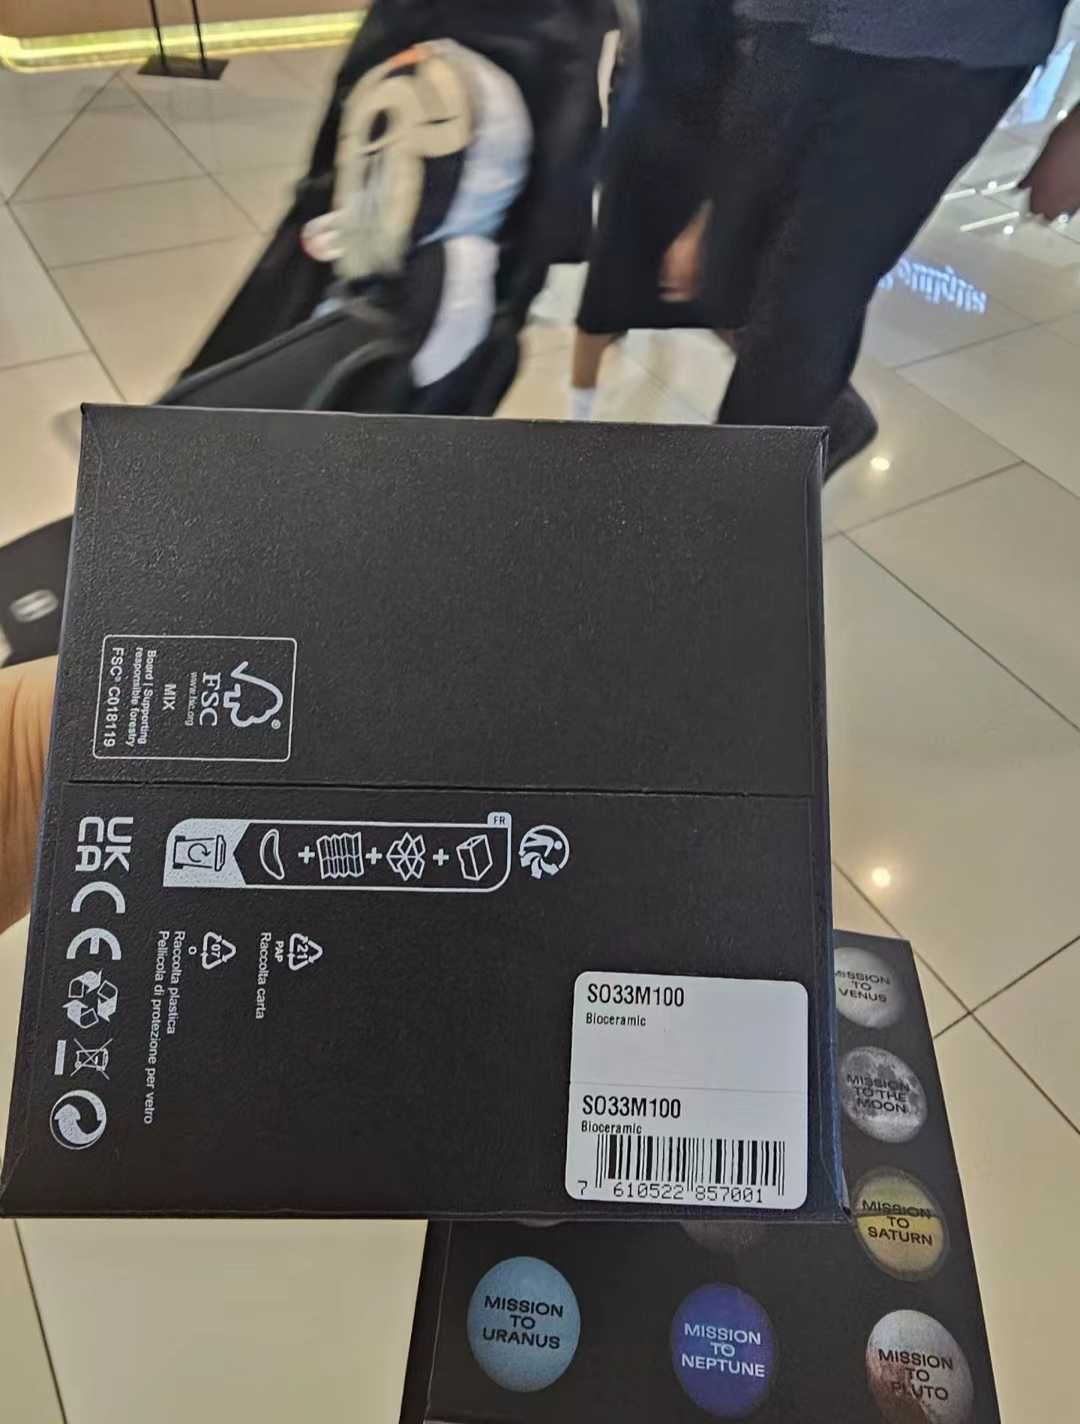 FSC®
www.fsc.org
MIX
Board | Supporting
responsible forestry
FSC® C018119
UK
CA
CE
FR
21
PAP
Raccolta carta
07
O
Raccolta plastica
Pellicola di protezione per vetro
SO33M100
Bioceramic
SO33M100
Bioceramic
7 610522 857001
MISSION
TO
VENUS
MISSION
TO THE
MOON
MISSION
TO
SATURN
MISSION
TO
URANUS
MISSION
TO
NEPTUNE
MISSION
TO
PLUTO